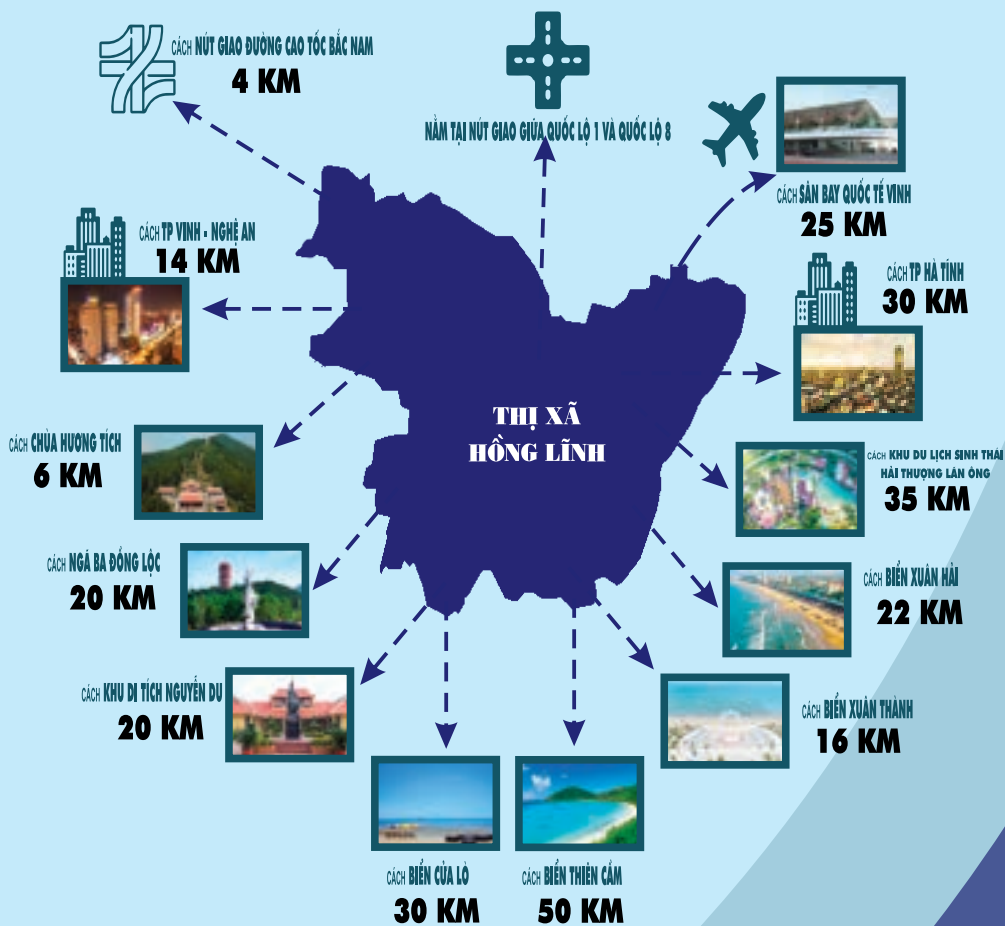 CÁCH NÚT GIAO ĐƯỜNG CAO TỐC BẮC NAM
4 KM
NẰM TẠI NÚT GIAO GIỮA QUỐC LỘ 1 VÀ QUỐC LỘ 8
CÁCH SÂN BAY QUỐC TẾ VINH
25 KM
CÁCH TP VINH - NGHỆ AN
14 KM
CÁCH TP HÀ TĨNH
30 KM
THỊ XÃ
HỒNG LĨNH
CÁCH CHÙA HƯƠNG TÍCH
6 KM
CÁCH KHU DU LỊCH SINH THÁI
HẢI THƯỢNG LÃN ÔNG
35 KM
CÁCH NGÃ BA ĐỒNG LỘC
20 KM
CÁCH BIỂN XUÂN HẢI
22 KM
CÁCH KHU DI TÍCH NGUYỄN DU
20 KM
CÁCH BIỂN XUÂN THÀNH
16 KM
CÁCH BIỂN CỬA LÒ
30 KM
CÁCH BIỂN THIÊN CẦM
50 KM